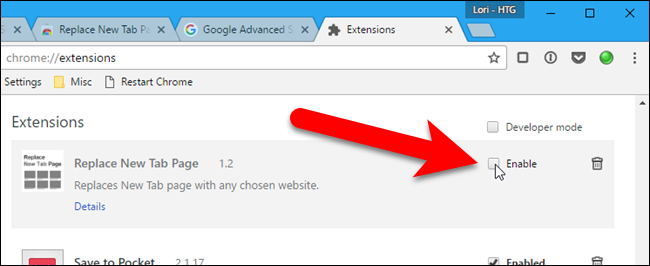 Lori - HTG
Replace New Tab Pa
Google Advanced S
Extensions
chrome://extensions
Settings Misc Restart Chrome
Extensions
Developer mode
Replace
New Tab Page
Replace New Tab Page 1.2
Enable
Replaces New Tab page with any chosen website.
Details
Save to Pocket 2.1.17
Enabled